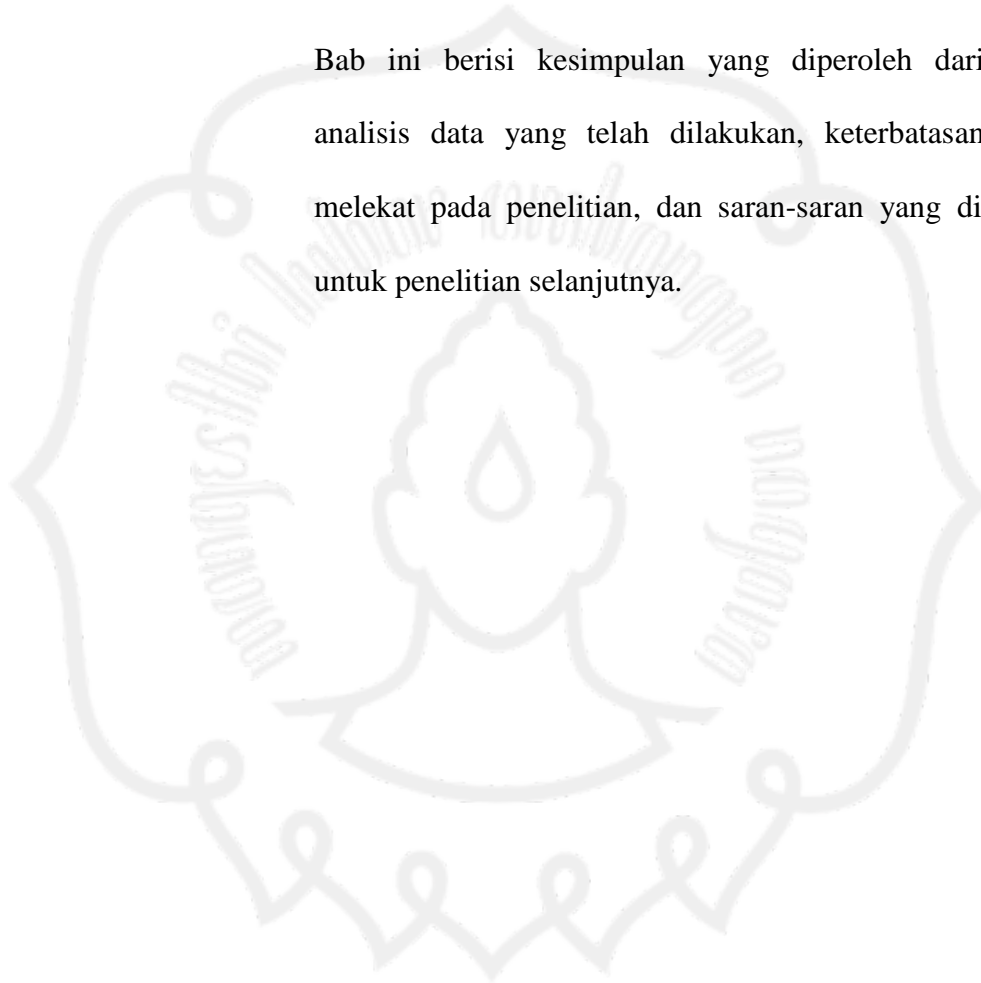 Bab ini berisi kesimpulan yang diperoleh dari
analisis data yang telah dilakukan, keterbatasan
melekat pada penelitian, dan saran-saran yang di
untuk penelitian selanjutnya.